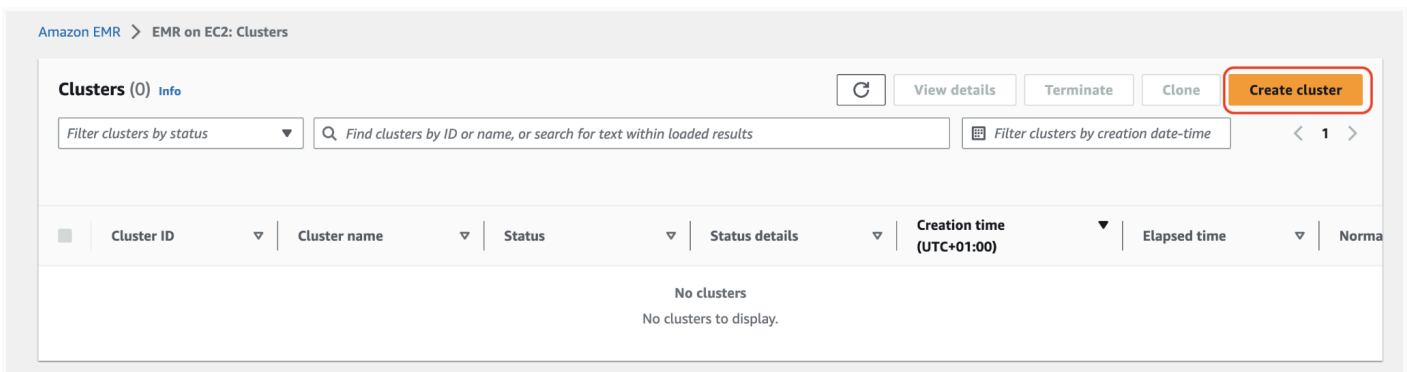 Amazon EMR > EMR on EC2: Clusters
Clusters (0) Info
View details
Terminate
Clone
Create cluster
Filter clusters by status
Find clusters by ID or name, or search for text within loaded results
Filter clusters by creation date-time
< 1 >
Cluster ID
Cluster name
Status
Status details
Creation time
(UTC+01:00)
Elapsed time
Norma
No clusters
No clusters to display.